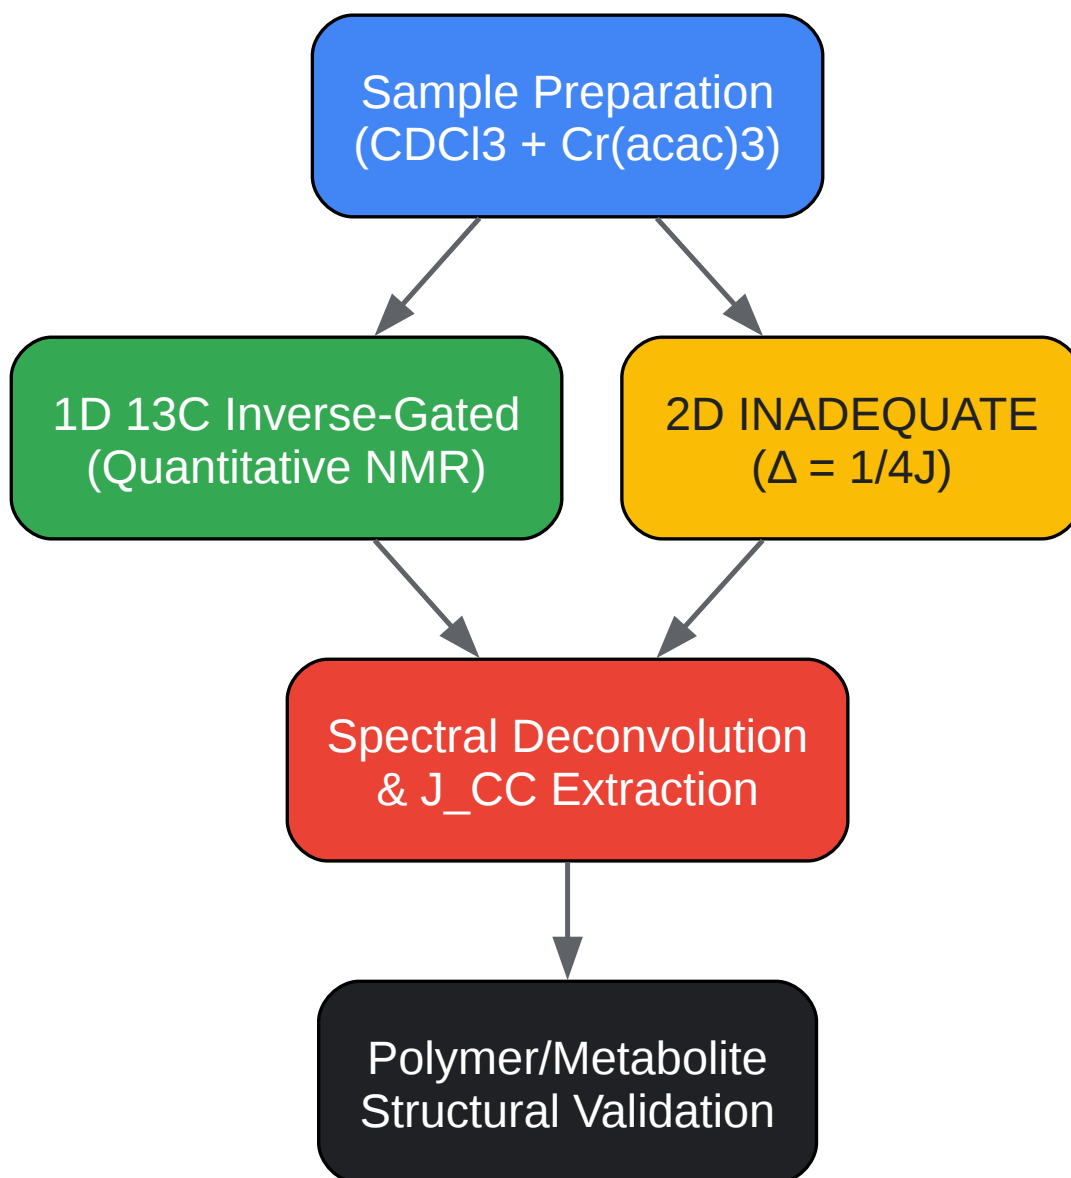 Sample Preparation
(CDCl3 + Cr(acac)3)
1D 13C Inverse-Gated
(Quantitative NMR)
2D INADEQUATE
(Δ = 1/4J)
Spectral Deconvolution
& J_CC Extraction
Polymer/Metabolite
Structural Validation